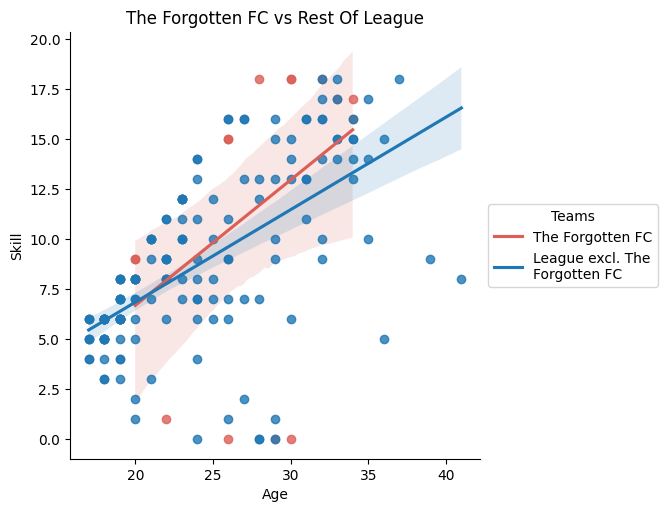 The Forgotten FC vs Rest Of League
20.0
17.5
15.0
12.5
10.0
7.5
5.0
2.5
0.0
Skill
20
25
30
35
40
Age
Teams
The Forgotten FC
League excl. The
Forgotten FC